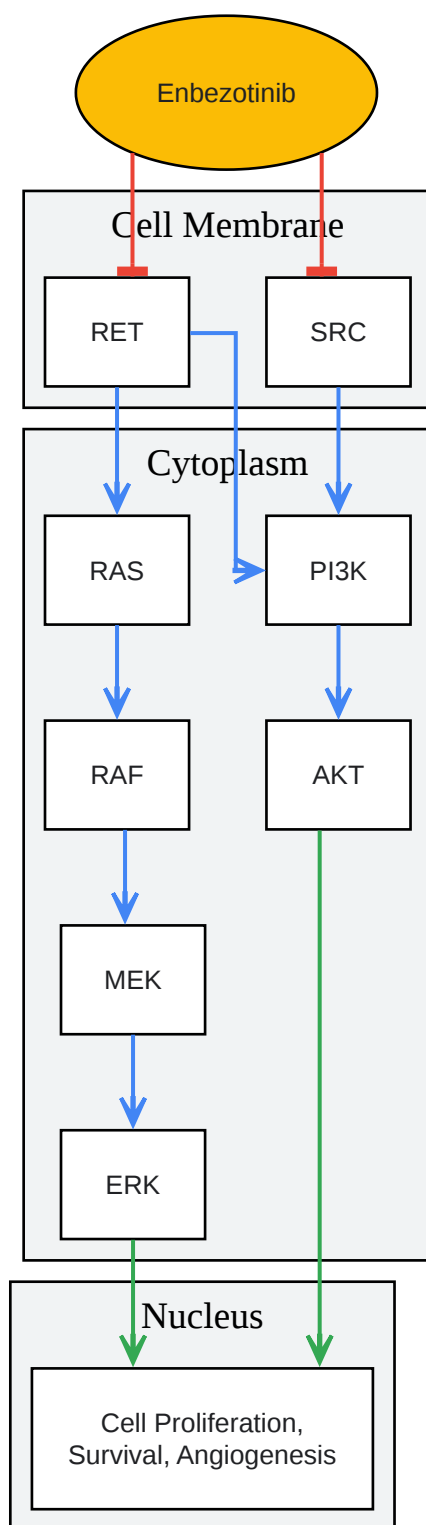 Enbezotinib
Cell Membrane
RET
SRC
Cytoplasm
RAS
PI3K
RAF
AKT
MEK
ERK
Nucleus
Cell Proliferation,
Survival, Angiogenesis